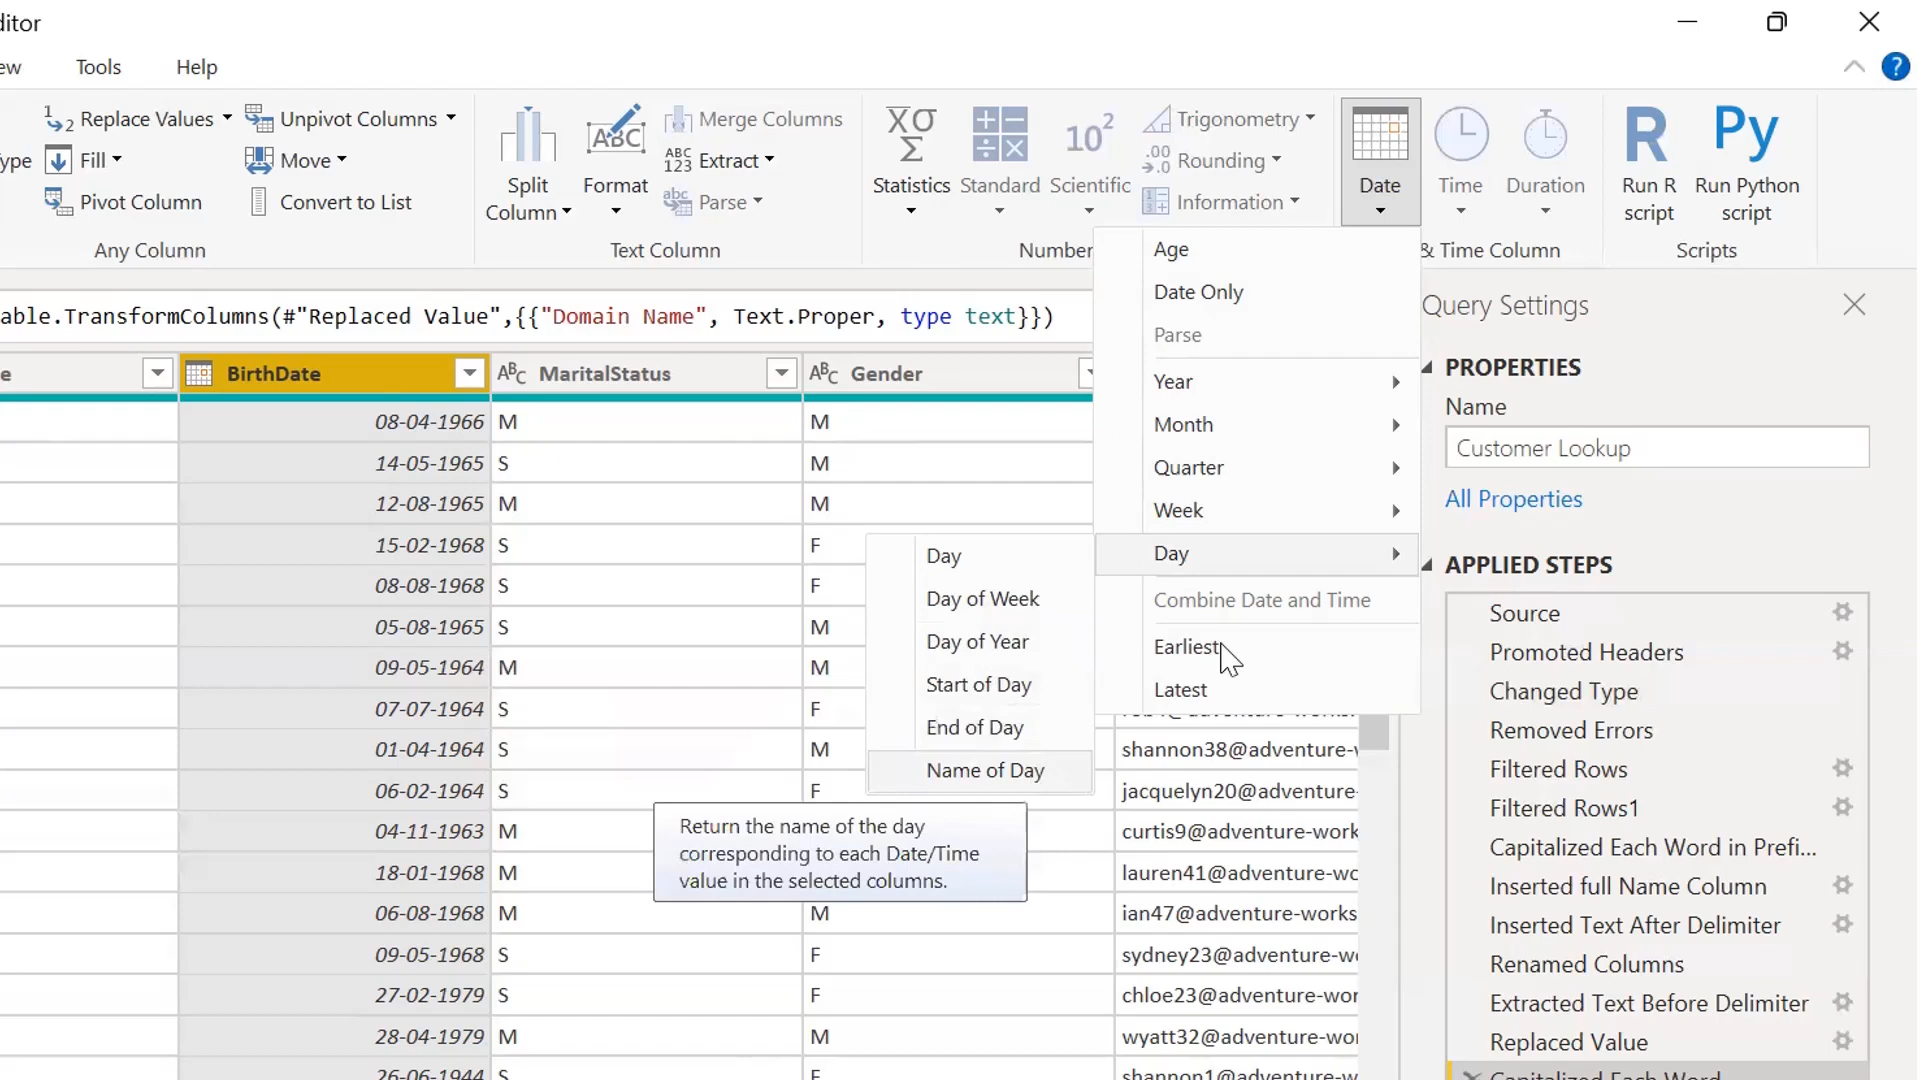 ditor
ew Tools Help
Replace Values
Unpivot Columns
ype
Fill
Move
Pivot Column
Convert to List
Any Column
Split
Column
Format
Merge Columns
Extract
Parse
Text Column
Statistics
Standard
Scientific
Trigonometry
Rounding
Information
Number
Date
Time
Duration
& Time Column
Run R
script
Run Python
script
Scripts
able.TransformColumns(#"Replaced Value",{{"Domain Name", Text.Proper, type text}})
e BirthDate MaritalStatus Gender
08-04-1966 M M
14-05-1965 S M
12-08-1965 M M
15-02-1968 S F
08-08-1968 S F
05-08-1965 S M
09-05-1964 M M
07-07-1964 S F
01-04-1964 S M shannon38@adventure-
06-02-1964 S F jacquelyn20@adventure-
04-11-1963 M curtis9@adventure-work
18-01-1968 M lauren41@adventure-wo
06-08-1968 M M ian47@adventure-works
09-05-1968 S F sydney23@adventure-w
27-02-1979 S F chloe23@adventure-wor
28-04-1979 M M wyatt32@adventure-wo
26-06-1944 S F shannon1@adventure-wo
Age
Date Only
Parse
Year
Month
Quarter
Week
Day
Combine Date and Time
Earliest
Latest
Day
Day of Week
Day of Year
Start of Day
End of Day
Name of Day
Return the name of the day
corresponding to each Date/Time
value in the selected columns.
Query Settings
PROPERTIES
Name
Customer Lookup
All Properties
APPLIED STEPS
Source
Promoted Headers
Changed Type
Removed Errors
Filtered Rows
Filtered Rows1
Capitalized Each Word in Prefi...
Inserted full Name Column
Inserted Text After Delimiter
Renamed Columns
Extracted Text Before Delimiter
Replaced Value
Capitalized Each Word